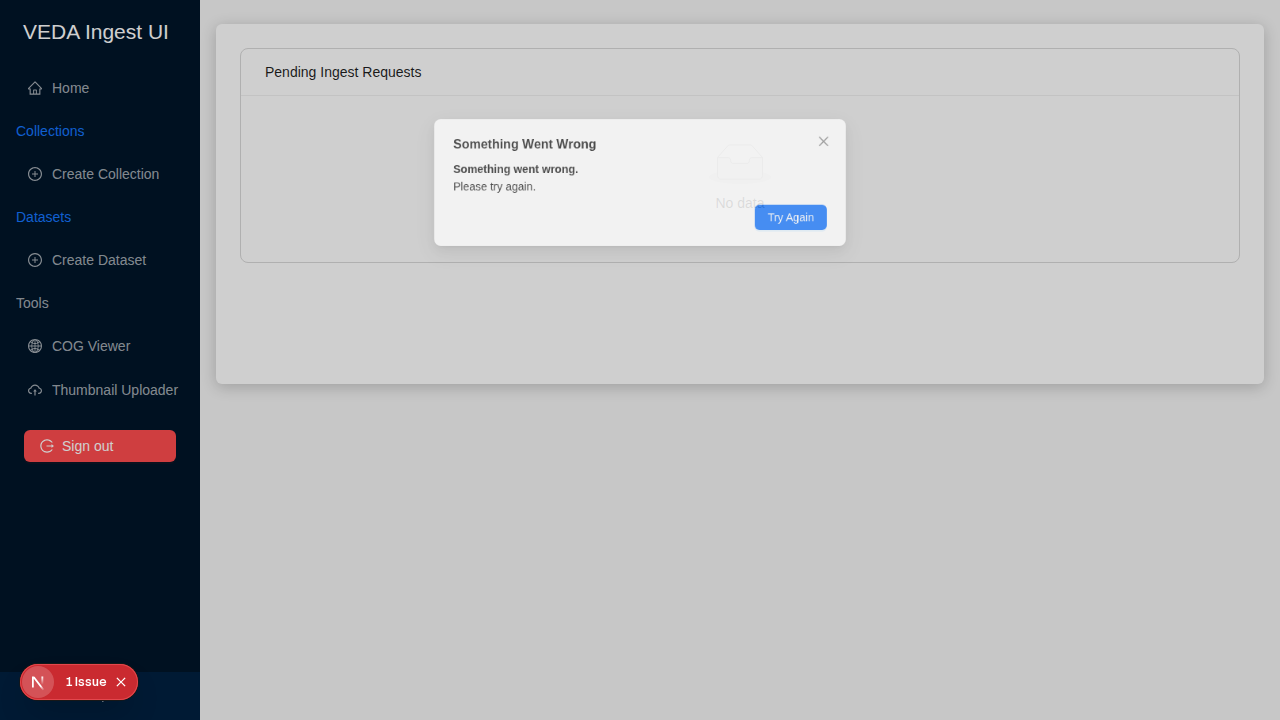 VEDA Ingest UI
Home
Collections
Create Collection
Datasets
Create Dataset
Tools
COG Viewer
Thumbnail Uploader
Sign out
1 Issue
Pending Ingest Requests
Something Went Wrong
Something went wrong.
Please try again.
No data
Try Again